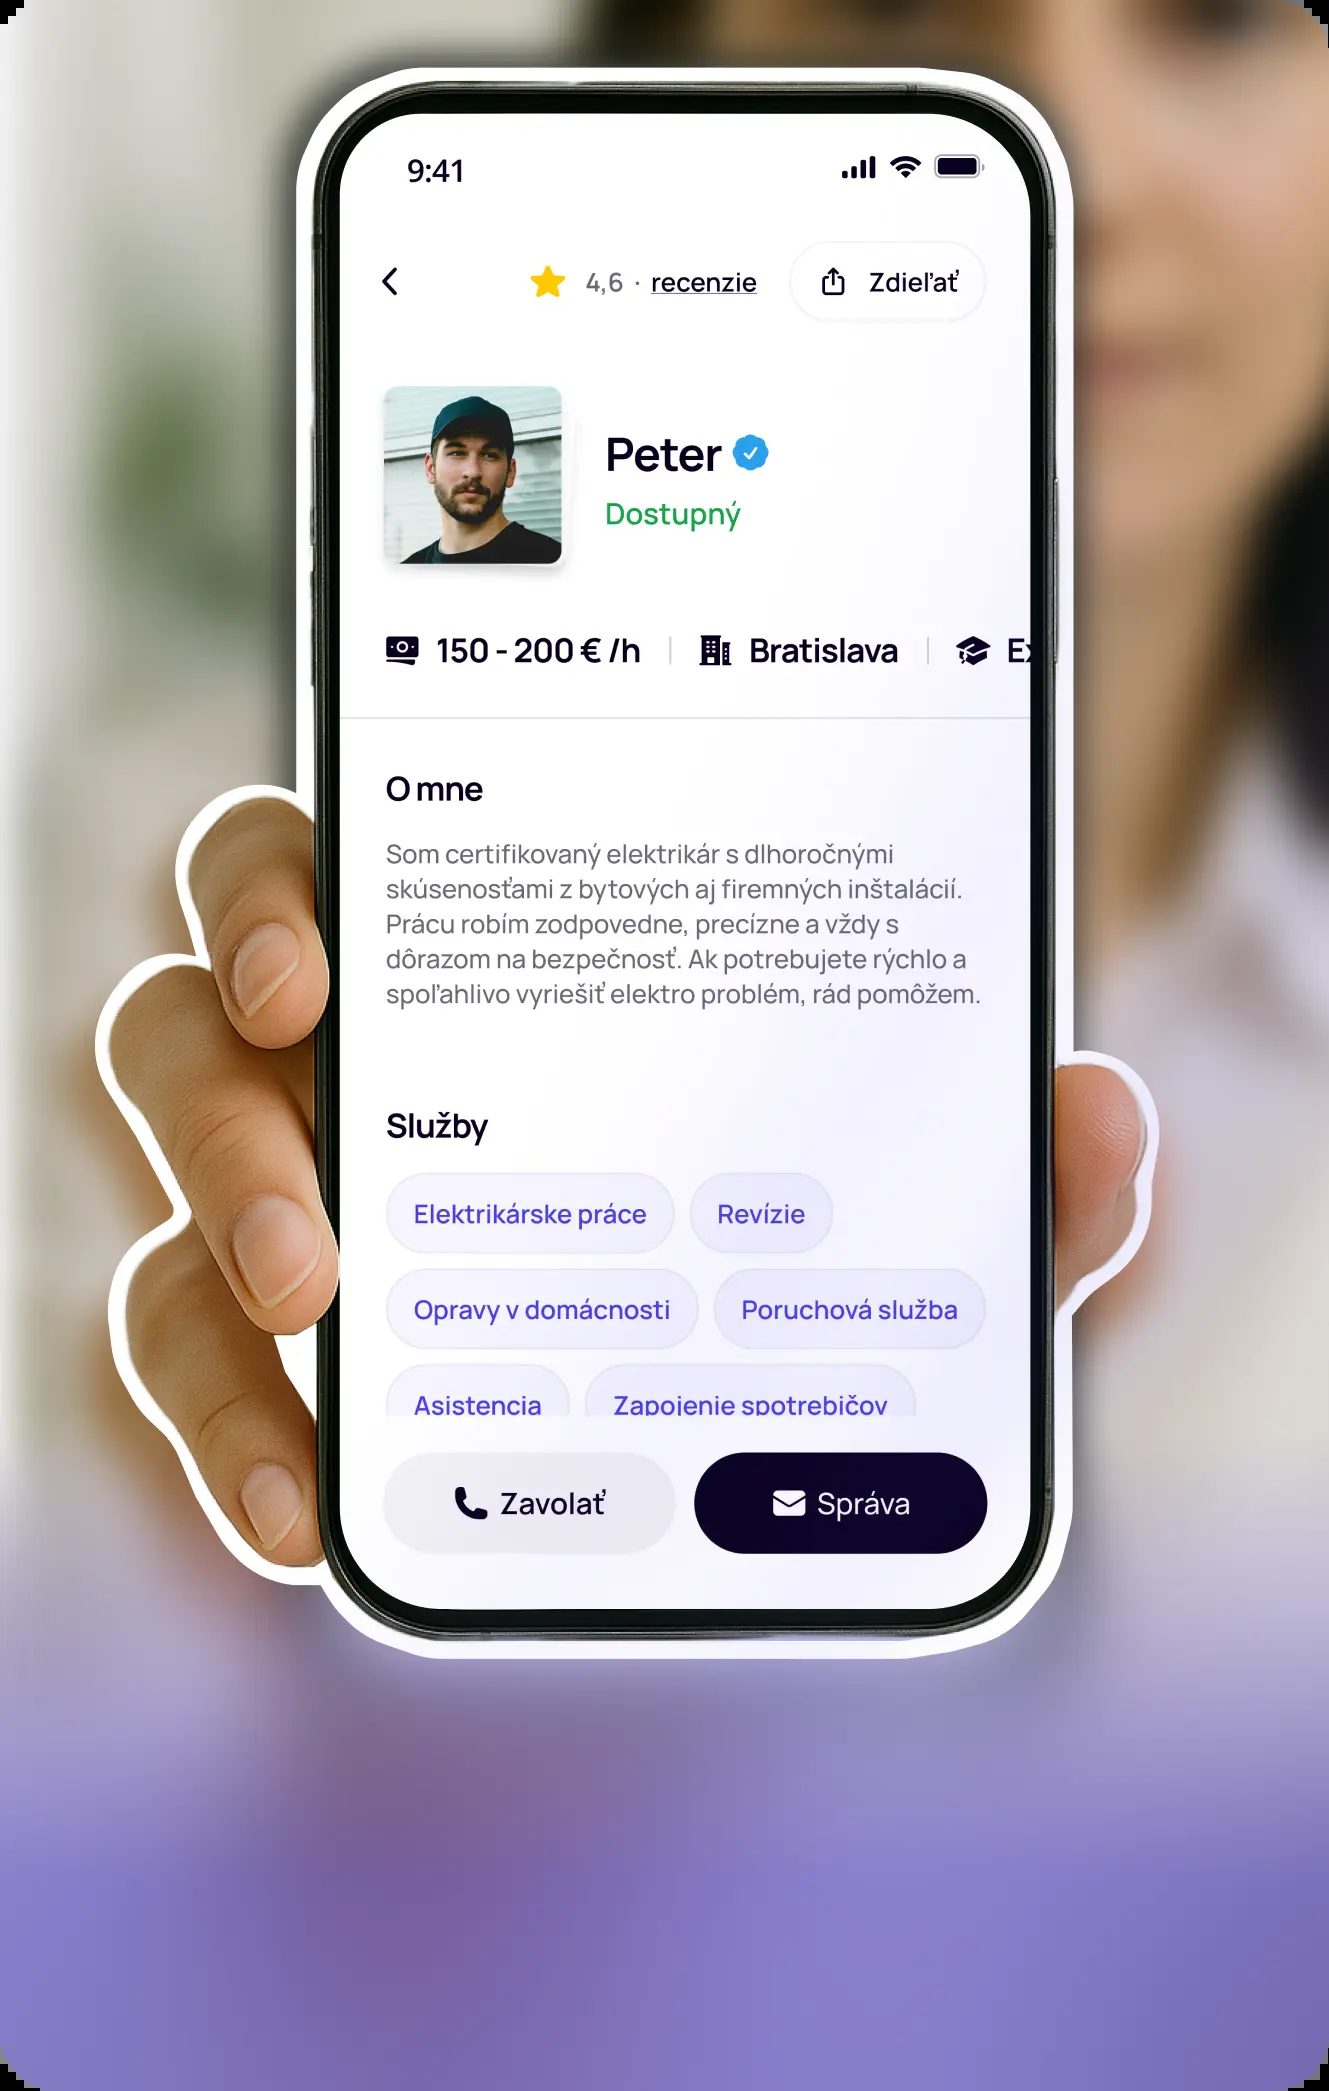 9:41
4,6 · recenzie
Zdieľať
Peter
Dostupný
150 - 200 € /h
Bratislava
O mne
Som certifikovaný elektrikár s dlhoročnými
skúsenosťami z bytových aj firemných inštalácií.
Prácu robím zodpovedne, precízne a vždy s
dôrazom na bezpečnosť. Ak potrebujete rýchlo a
spoľahlivo vyriešiť elektro problém, rád pomôžem.
Služby
Elektrikárske práce
Revízie
Opravy v domácnosti
Poruchová služba
Asistencia
Zapojenie spotrebičov
Zavolať
Správa